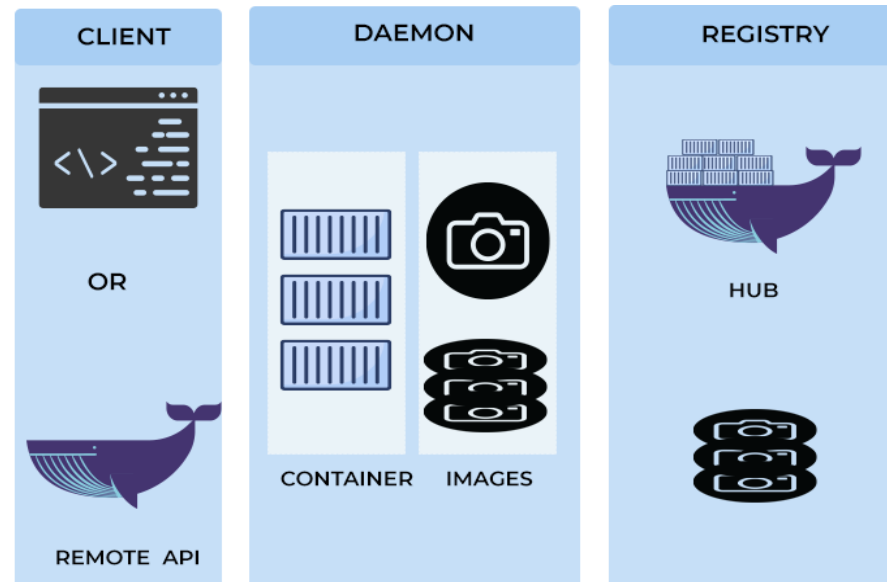 CLIENT
<\>
OR
REMOTE API
DAEMON
CONTAINER
IMAGES
REGISTRY
HUB